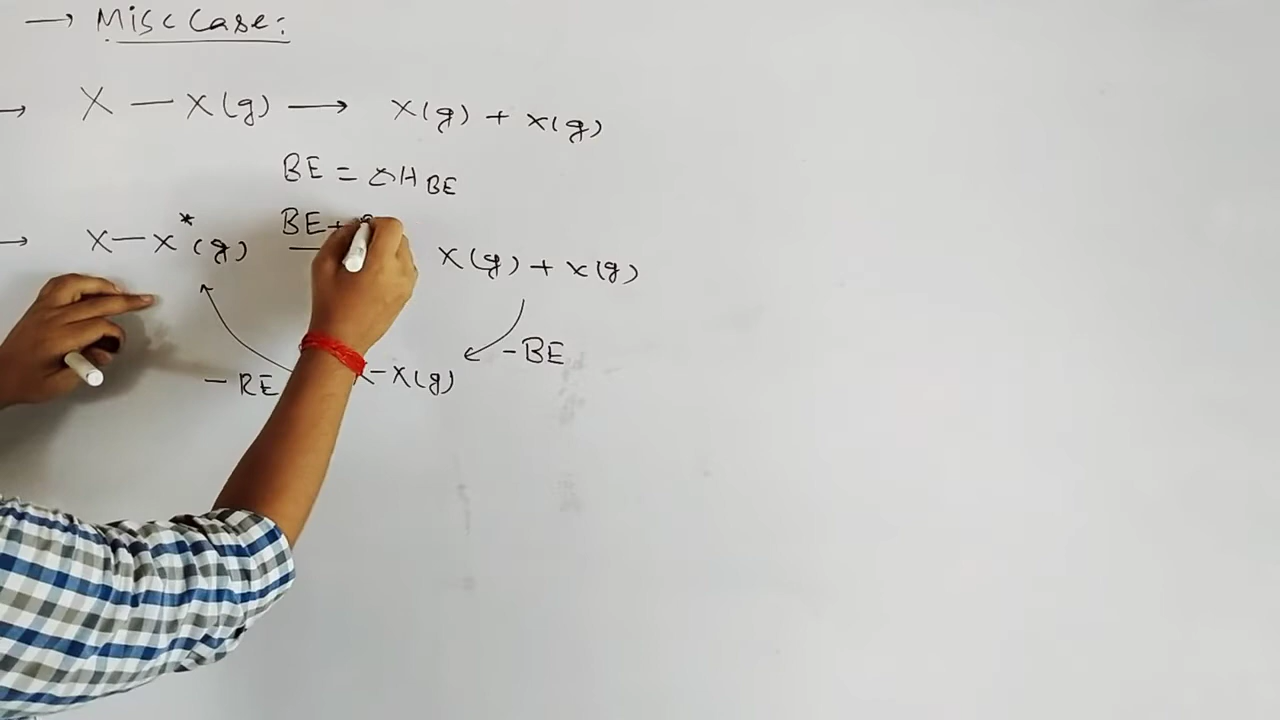 → Misc Case:
→ X — X(g) → X(g) + X(g)
BE = ΔH BE
BE +
→ X — X*(g) X(g) + X(g)
- BE
- RE X - X(g)